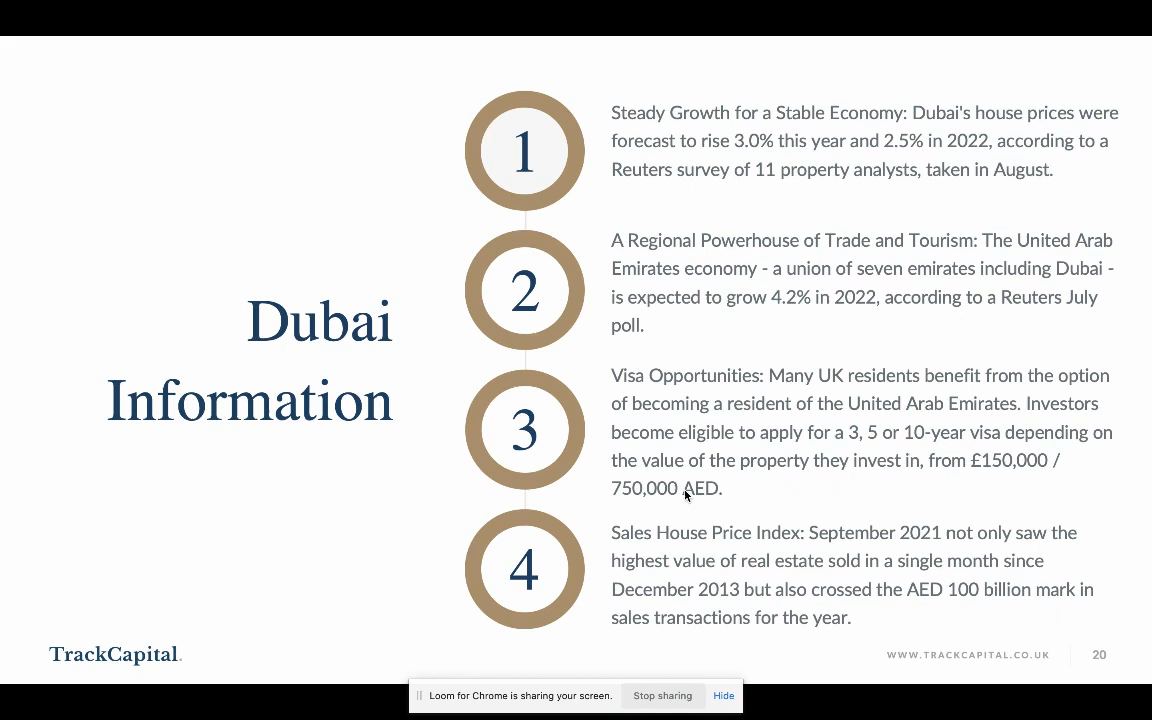 Dubai
Information
1
Steady Growth for a Stable Economy: Dubai's house prices were
forecast to rise 3.0% this year and 2.5% in 2022, according to a
Reuters survey of 11 property analysts, taken in August.
2
A Regional Powerhouse of Trade and Tourism: The United Arab
Emirates economy - a union of seven emirates including Dubai -
is expected to grow 4.2% in 2022, according to a Reuters July
poll.
3
Visa Opportunities: Many UK residents benefit from the option
of becoming a resident of the United Arab Emirates. Investors
become eligible to apply for a 3, 5 or 10-year visa depending on
the value of the property they invest in, from £150,000 /
750,000 AED.
4
Sales House Price Index: September 2021 not only saw the
highest value of real estate sold in a single month since
December 2013 but also crossed the AED 100 billion mark in
sales transactions for the year.
TrackCapital.
WWW.TRACKCAPITAL.CO.UK
20
Loom for Chrome is sharing your screen. Stop sharing Hide